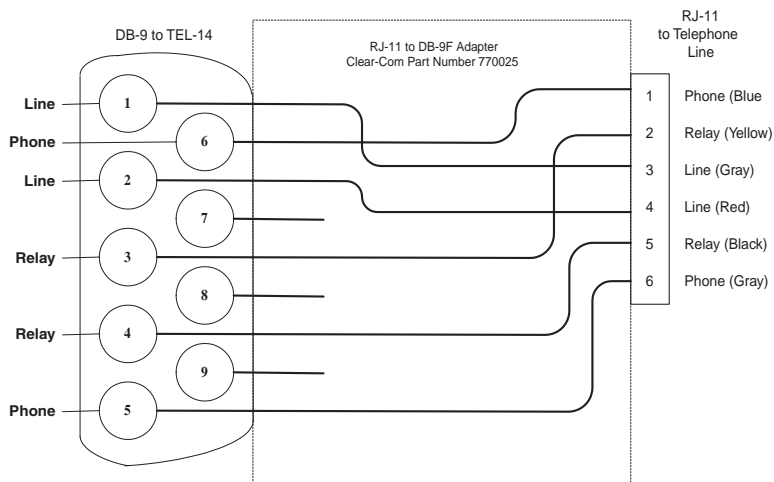 DB-9 to TEL-14
RJ-11 to DB-9F Adapter
Clear-Com Part Number 770025
RJ-11
to Telephone
Line
Line
1
Phone
6
Line
2
7
Relay
3
8
Relay
4
9
Phone
5
1 Phone (Blue
2 Relay (Yellow)
3 Line (Gray)
4 Line (Red)
5 Relay (Black)
6 Phone (Gray)